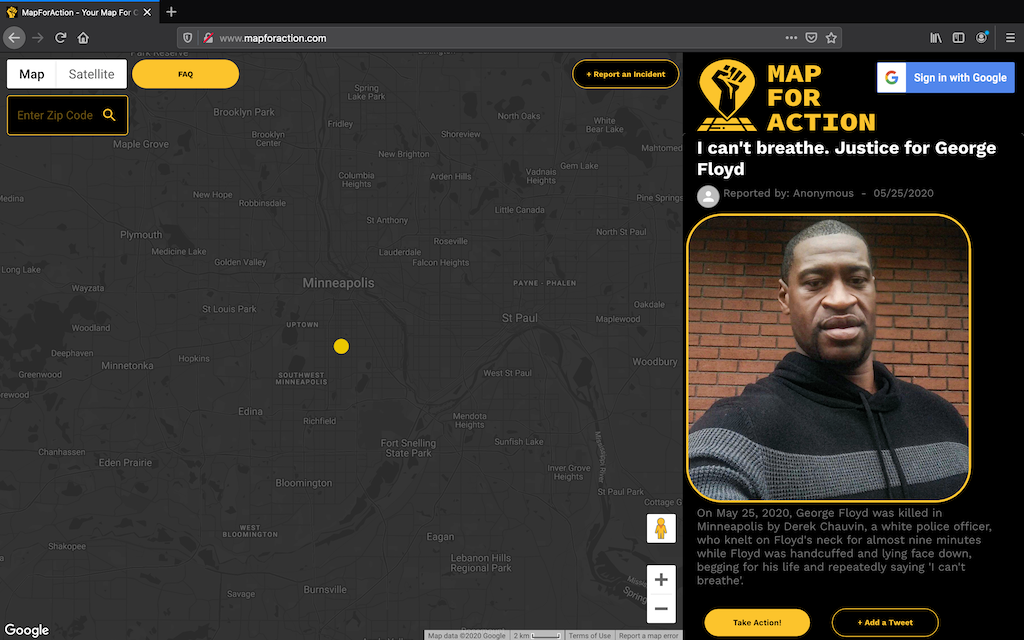 MapForAction - Your Map For C
www.mapforaction.com
Map
Satellite
FAQ
+ Report an Incident
Enter Zip Code
Park Reserve
Spring
Lake Park
North Oaks
Brooklyn Park
Fridley
White
Bear Lake
Brooklyn
Center
Shoreview
Maple Grove
Mahtomed
New Brighton
Gem Lake
Columbia
Heights
Arden Hills
Vadnais
Heights
New Hope
Pine Springs
Medina
Robbinsdale
Little Canada
St Anthony
Plymouth
North St Paul
Roseville
Medicine Lake
Lauderdale
Golden Valley
Falcon Heights
Long Lake
Minneapolis
PAYNE - PHALEN
Wayzata
Oakdale
St Louis Park
St Paul
Maplewood
UPTOWN
Woodland
Deephaven
Hopkins
Minnetonka
Woodbury
Greenwood
West St Paul
SOUTHWEST
MINNEAPOLIS
rewood
Edina
Richfield
Mendota
Heights
Fort Snelling
State Park
Sunfish Lake
Mississippi River
Chanhassen
Eden Prairie
Inver Grove
Heights
Bloomington
St Paul Park
Cottage G
WEST
BLOOMINGTON
Eagan
Shakopee
Lebanon Hills
Regional Park
Burnsville
Savage
Spring
Google
Map data ©2020 Google
2 km
Terms of Use
Report a map error
MAP
FOR
ACTION
Sign in with Google
I can't breathe. Justice for George
Floyd
Reported by: Anonymous - 05/25/2020
On May 25, 2020, George Floyd was killed in
Minneapolis by Derek Chauvin, a white police officer,
who knelt on Floyd's neck for almost nine minutes
while Floyd was handcuffed and lying face down,
begging for his life and repeatedly saying 'I can't
breathe'.
Take Action!
+ Add a Tweet